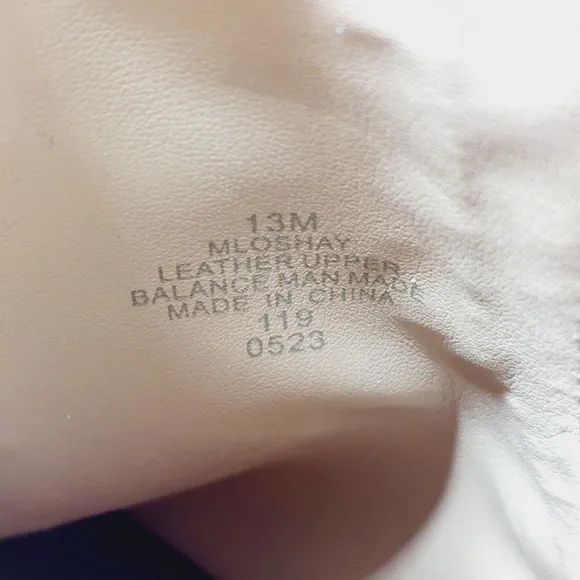 13M
MLOSHAY
LEATHER UPPER
BALANCE MAN MADE
MADE IN CHINA
119
0523